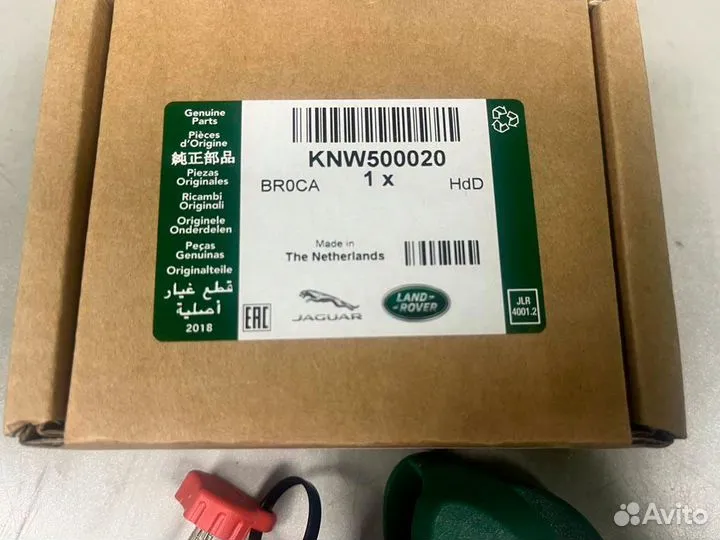 Genuine
Parts
Pièces
d'Origine
純正部品
Piezas
Originales
Ricambi
Originali
Originele
Onderdelen
Peças
Genuinas
Originalteile
قطع غيار
أصلية
2018
KNW500020
1 x
BR0CA
HdD
Made in
The Netherlands
EAC
JAGUAR
LAND-
-ROVER
JLR
4001.2
Avito